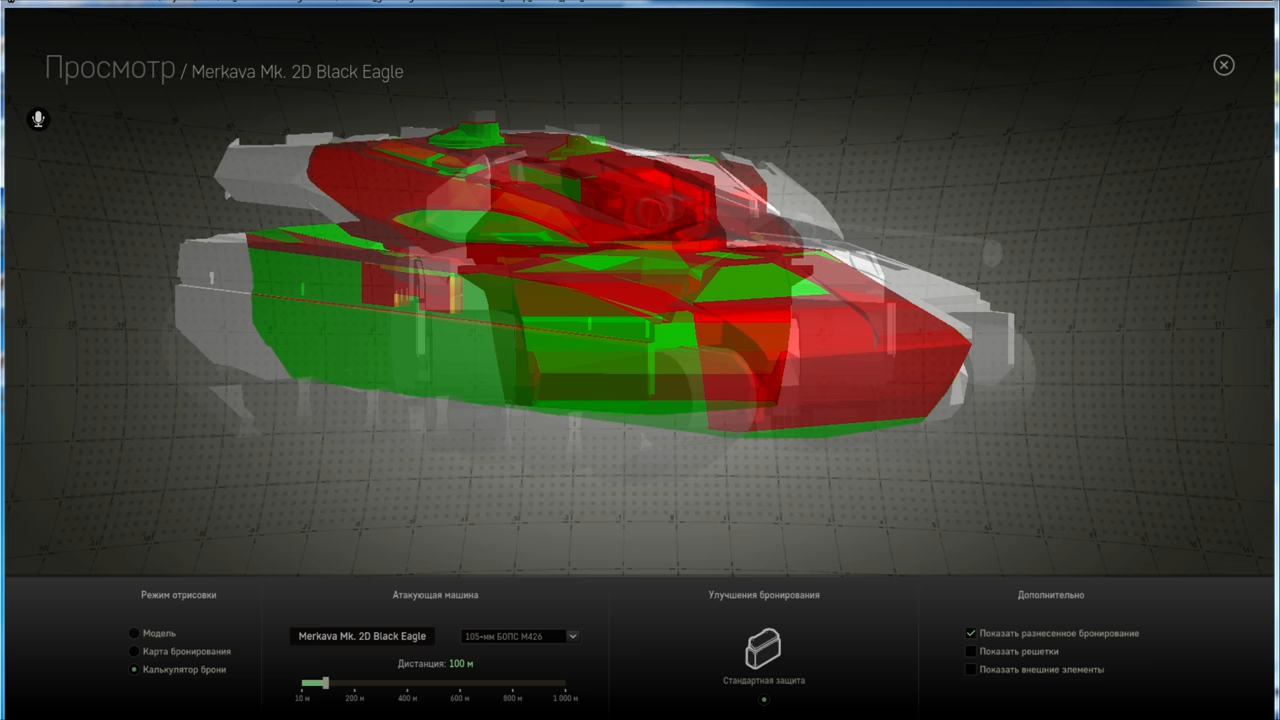 Просмотр / Merkava Mk. 2D Black Eagle
Режим отрисовки
Модель
Карта бронирования
Калькулятор брони
Атакующая машина
Merkava Mk. 2D Black Eagle
105-мм БОПС M426
Дистанция: 100 м
10 м 200 м 400 м 600 м 800 м 1 000 м
Улучшения бронирования
Стандартная защита
Дополнительно
Показать разнесенное бронирование
Показать решетки
Показать внешние элементы